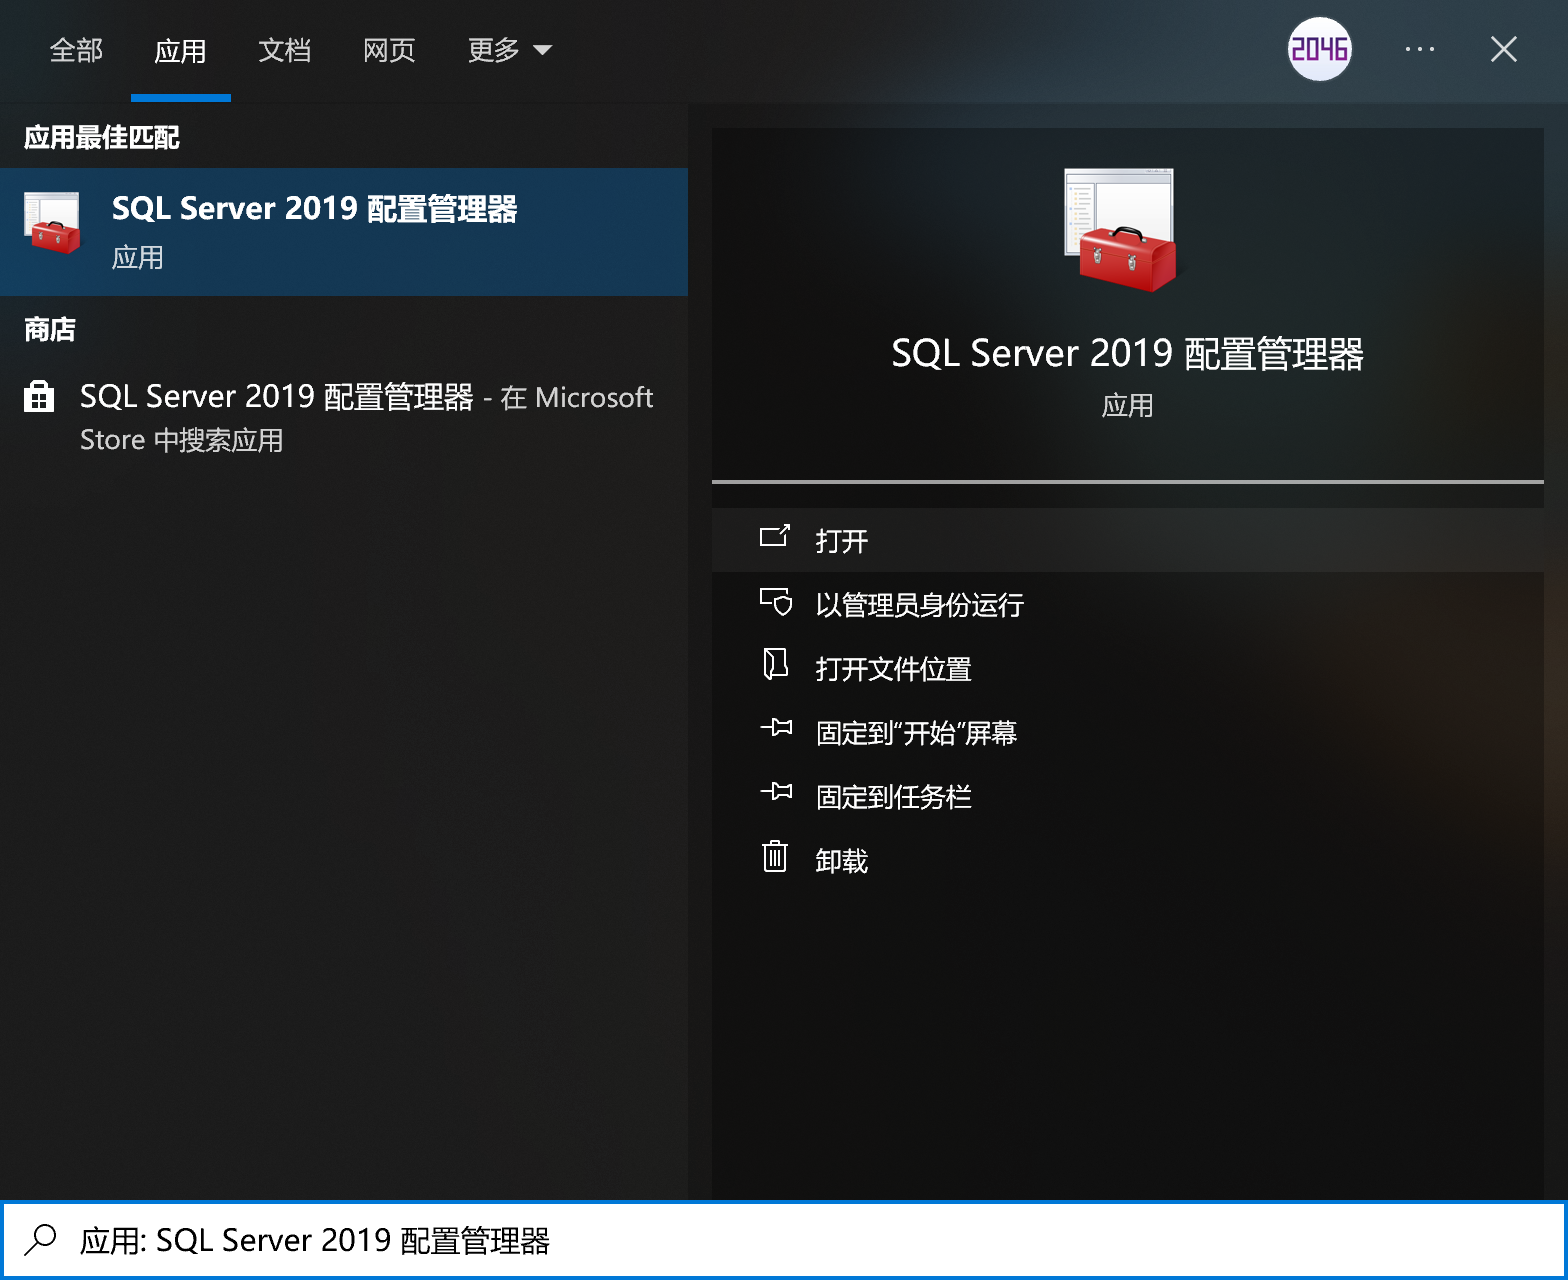 全部 应用 文档 网页 更多
2046
应用最佳匹配
SQL Server 2019 配置管理器
应用
商店
SQL Server 2019 配置管理器 - 在 Microsoft
Store 中搜索应用
SQL Server 2019 配置管理器
应用
打开
以管理员身份运行
打开文件位置
固定到“开始”屏幕
固定到任务栏
卸载
应用: SQL Server 2019 配置管理器